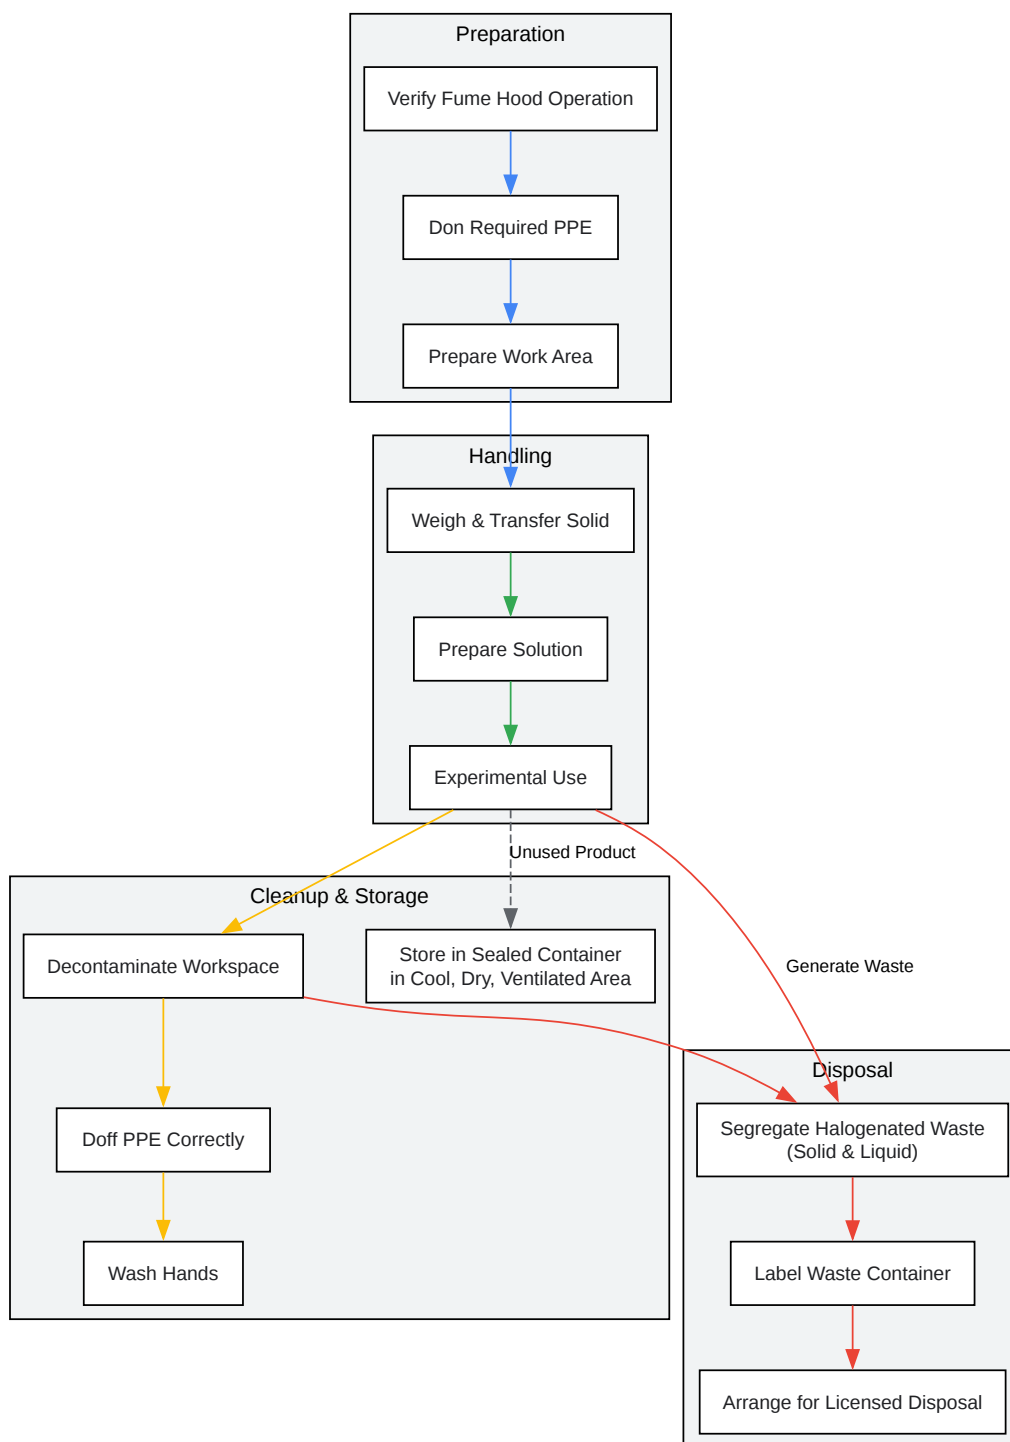 Preparation
Verify Fume Hood Operation
Don Required PPE
Prepare Work Area
Handling
Weigh & Transfer Solid
Prepare Solution
Experimental Use
Unused Product
Cleanup & Storage
Decontaminate Workspace
Store in Sealed Container
in Cool, Dry, Ventilated Area
Generate Waste
Doff PPE Correctly
Wash Hands
Disposal
Segregate Halogenated Waste
(Solid & Liquid)
Label Waste Container
Arrange for Licensed Disposal